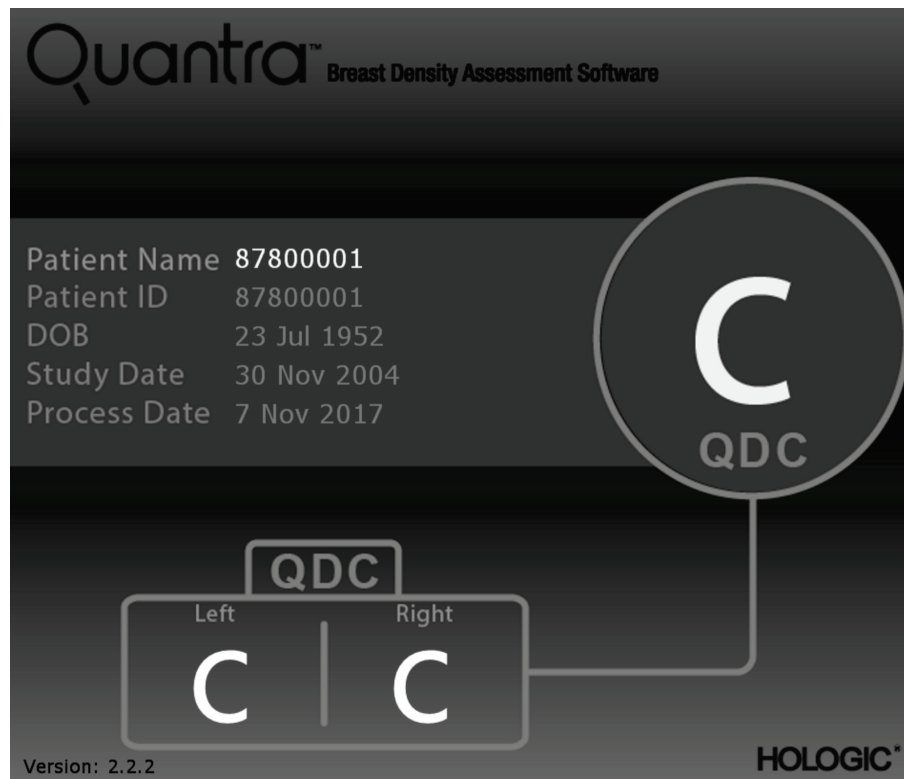 Quantra™ Breast Density Assessment Software
Patient Name 87800001
Patient ID 87800001
DOB 23 Jul 1952
Study Date 30 Nov 2004
Process Date 7 Nov 2017
C
QDC
QDC
Left Right
C C
Version: 2.2.2
HOLOGIC*